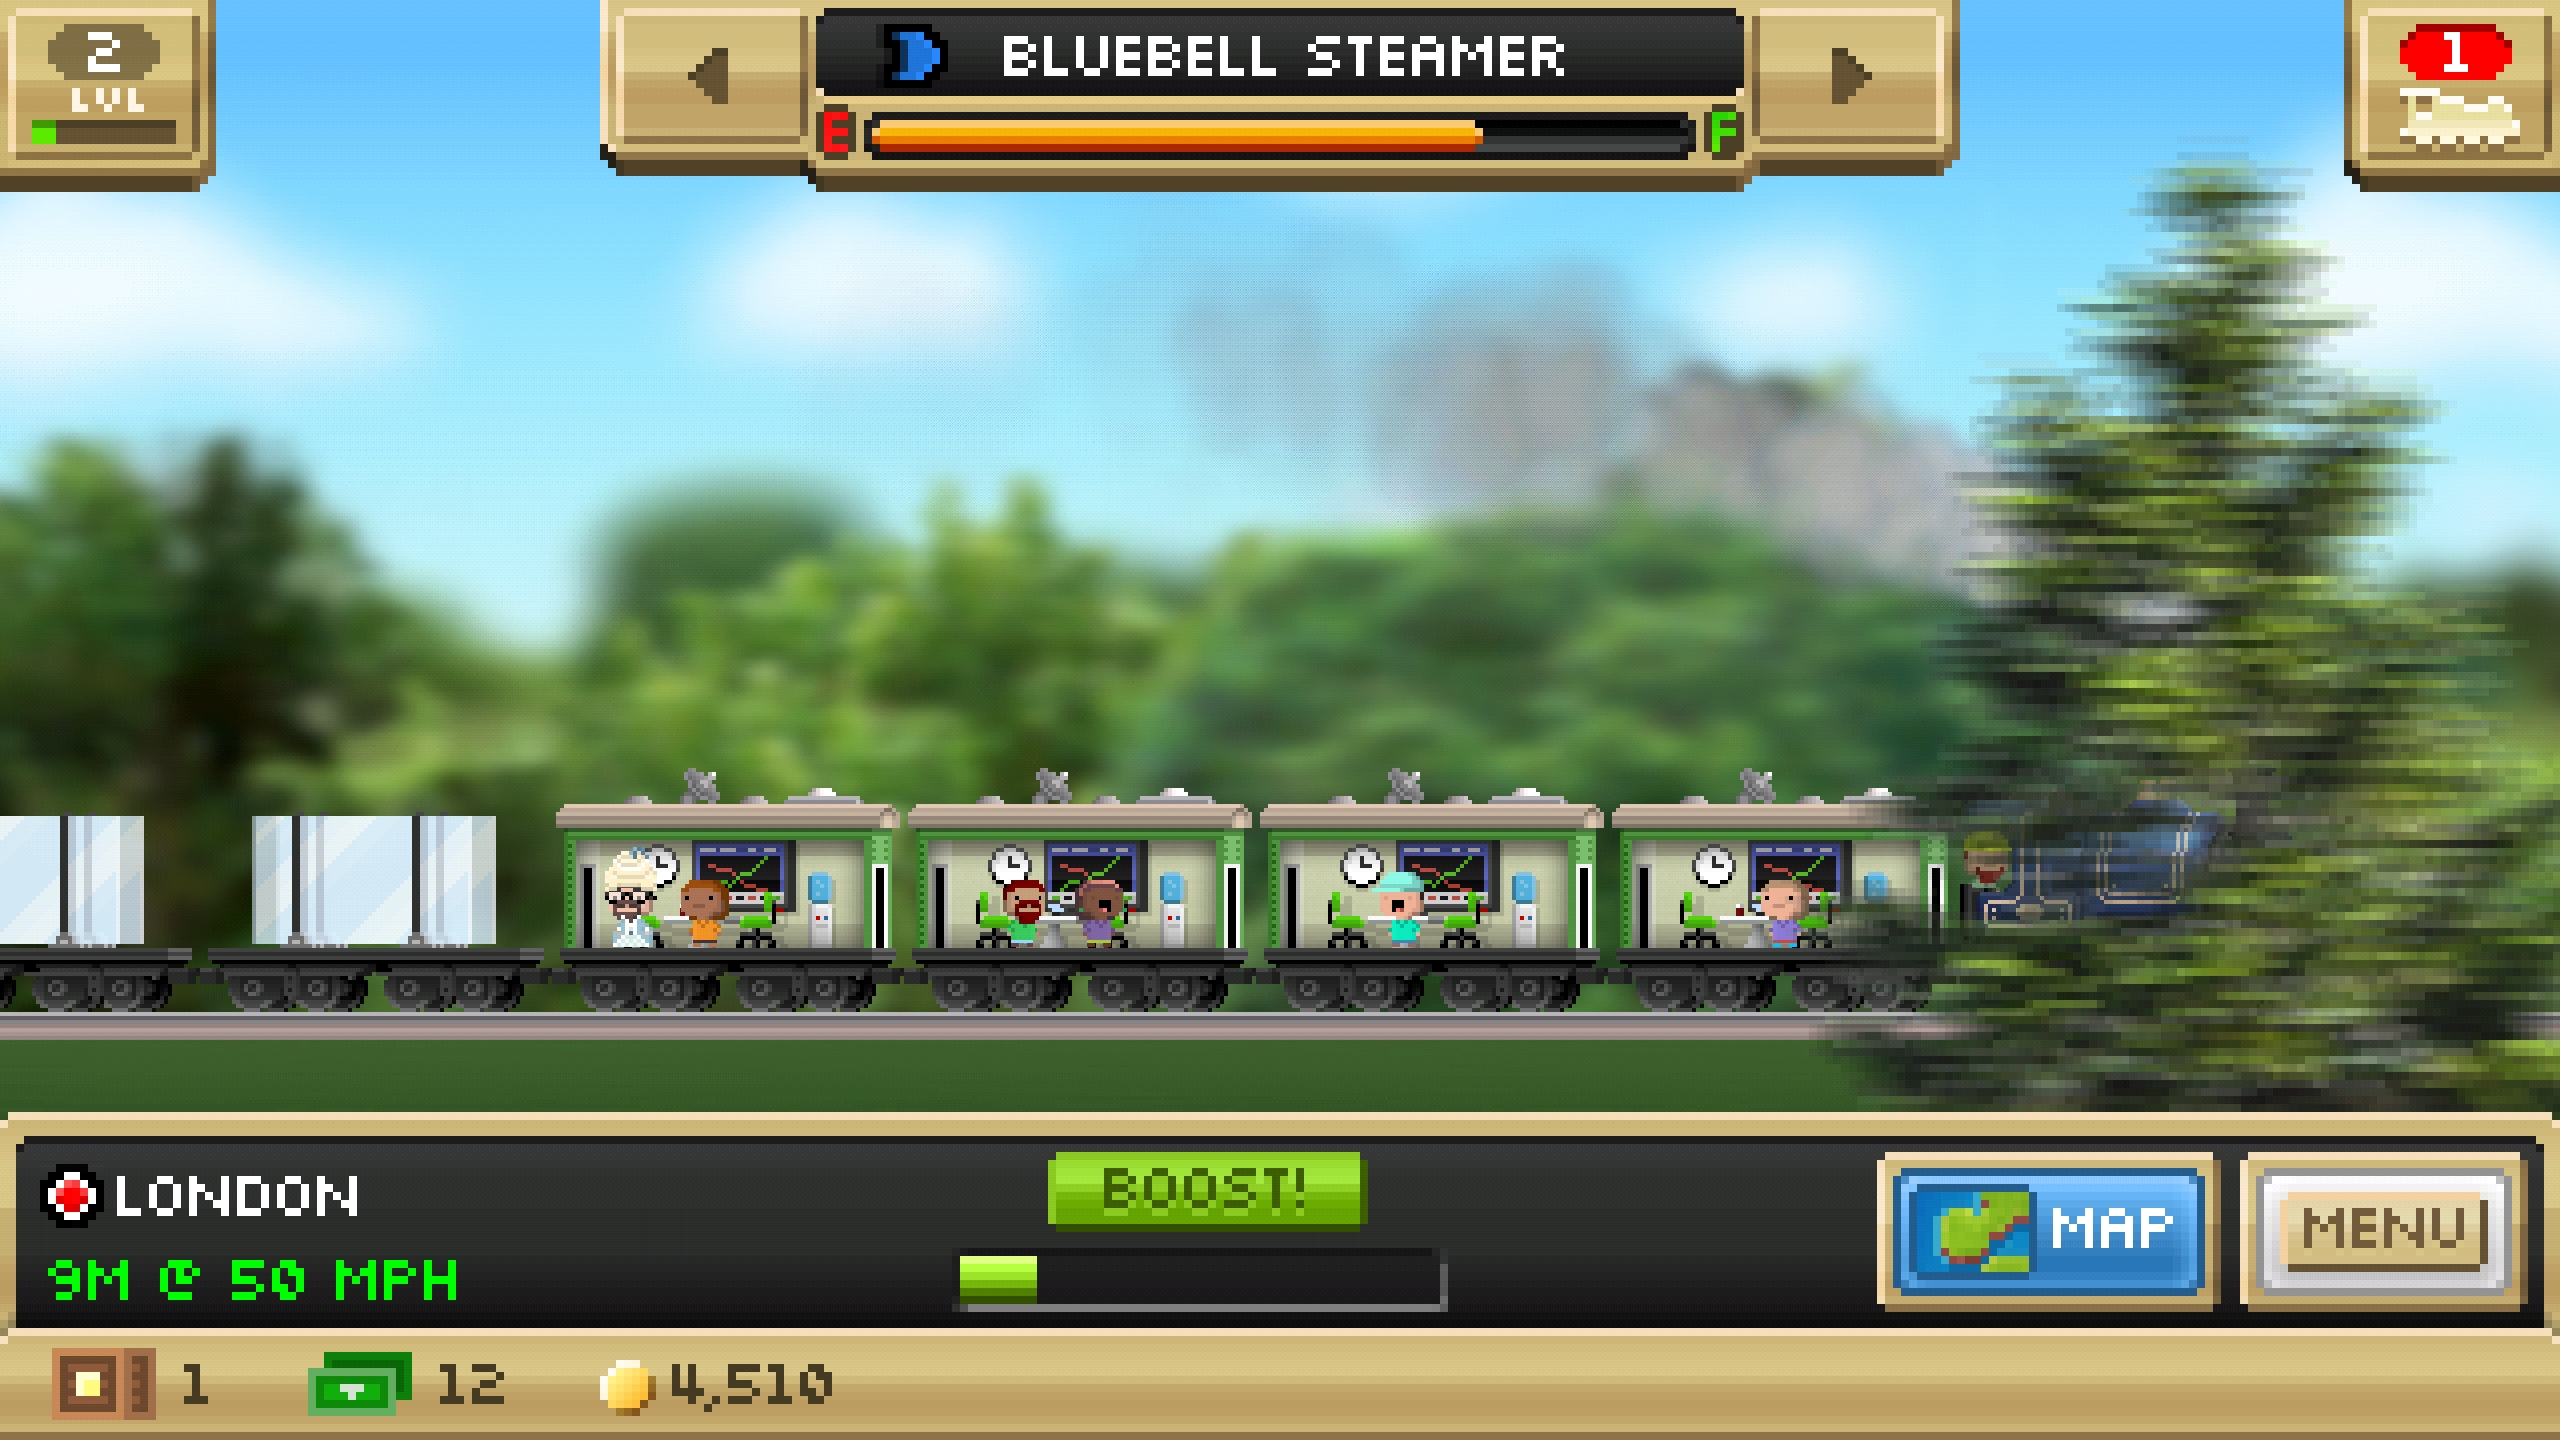 2
LVL
BLUEBELL STEAMER
E F
1
LONDON
9M @ 50 MPH
BOOST!
MAP
MENU
1
12
4,510